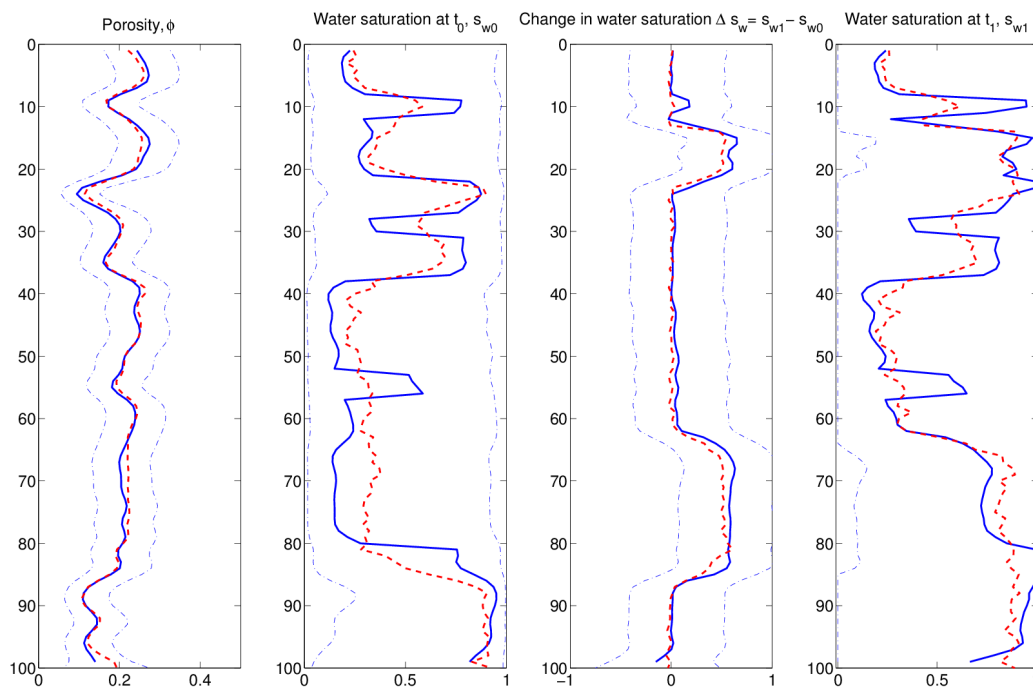 Porosity, ϕ
Water saturation at t0, sw0
Change in water saturation Δ sw= sw1− sw0
Water saturation at t1, sw1
0 0 0 0
10 10 10 10
20 20 20 20
30 30 30 30
40 40 40 40
50 50 50 50
60 60 60 60
70 70 70 70
80 80 80 80
90 90 90 90
100 100 100 100
0 0.2 0.4 0 0.5 1 −1 0 1 0 0.5